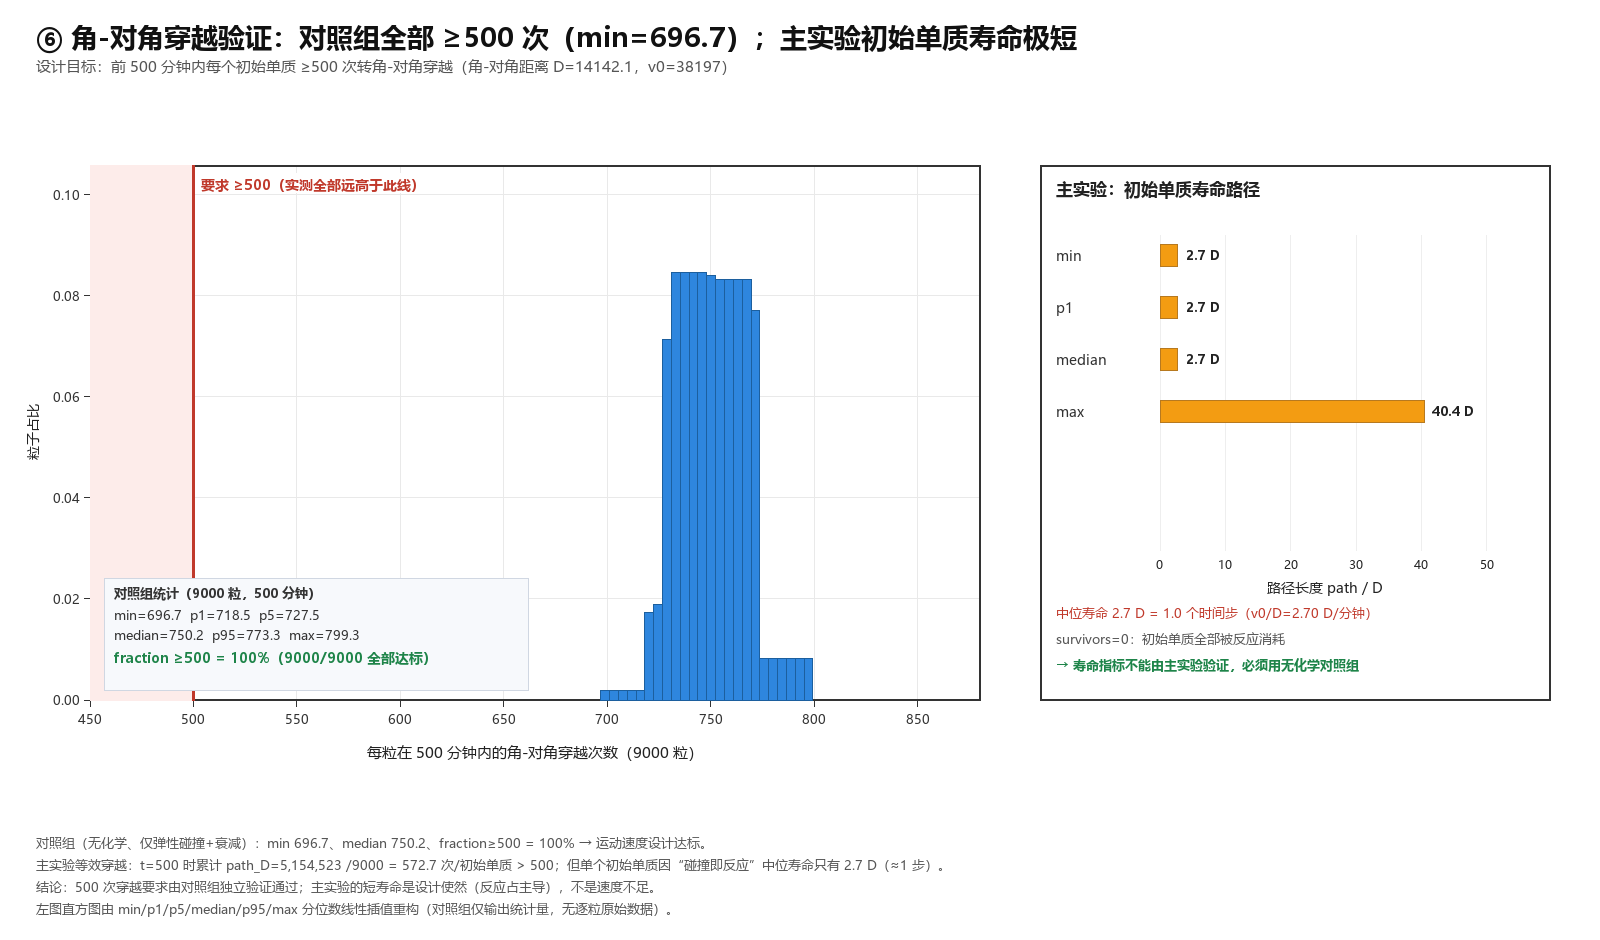 ⑥ 角-对角穿越验证：对照组全部 ≥500 次（min=696.7）；主实验初始单质寿命极短
设计目标：前 500 分钟内每个初始单质 ≥500 次转角-对角穿越（角-对角距离 D=14142.1，v0=38197）
要求 ≥500（实测全部远高于此线）
粒子占比
0.10
0.08
0.06
0.04
0.02
0.00
对照组统计（9000 粒，500 分钟）
min=696.7 p1=718.5 p5=727.5
median=750.2 p95=773.3 max=799.3
fraction ≥500 = 100%（9000/9000 全部达标）
450 500 550 600 650 700 750 800 850
每粒在 500 分钟内的角-对角穿越次数（9000 粒）
主实验：初始单质寿命路径
min 2.7 D
p1 2.7 D
median 2.7 D
max 40.4 D
0 10 20 30 40 50
路径长度 path / D
中位寿命 2.7 D = 1.0 个时间步（v0/D=2.70 D/分钟）
survivors=0：初始单质全部被反应消耗
→ 寿命指标不能由主实验验证，必须用无化学对照组
对照组（无化学、仅弹性碰撞+衰减）：min 696.7、median 750.2、fraction≥500 = 100% → 运动速度设计达标。
主实验等效穿越：t=500 时累计 path_D=5,154,523 /9000 = 572.7 次/初始单质 > 500；但单个初始单质因“碰撞即反应”中位寿命只有 2.7 D（≈1 步）。
结论：500 次穿越要求由对照组独立验证通过；主实验的短寿命是设计使然（反应占主导），不是速度不足。
左图直方图由 min/p1/p5/median/p95/max 分位数线性插值重构（对照组仅输出统计量，无逐粒原始数据）。